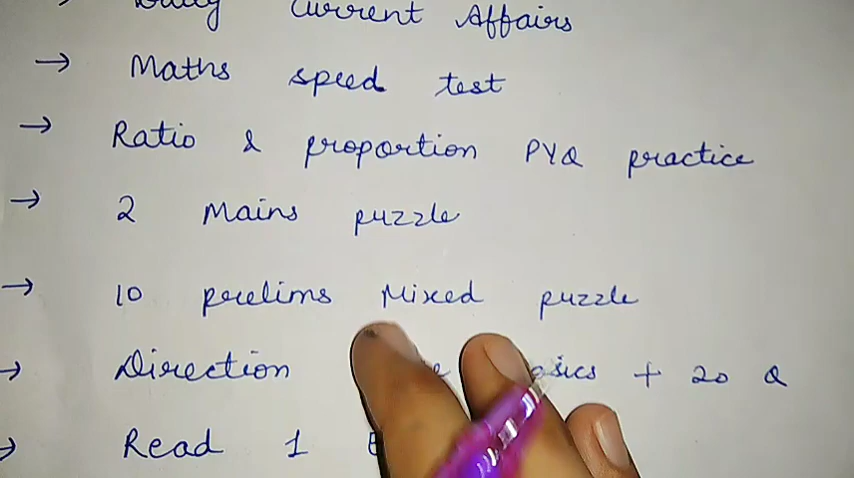 Current Affairs
→ Maths speed test
→ Ratio & proportion PYQ practice
→ 2 Mains puzzle
→ 10 prelims Mixed puzzle
→ Direction + 20 Q
→ Read 1